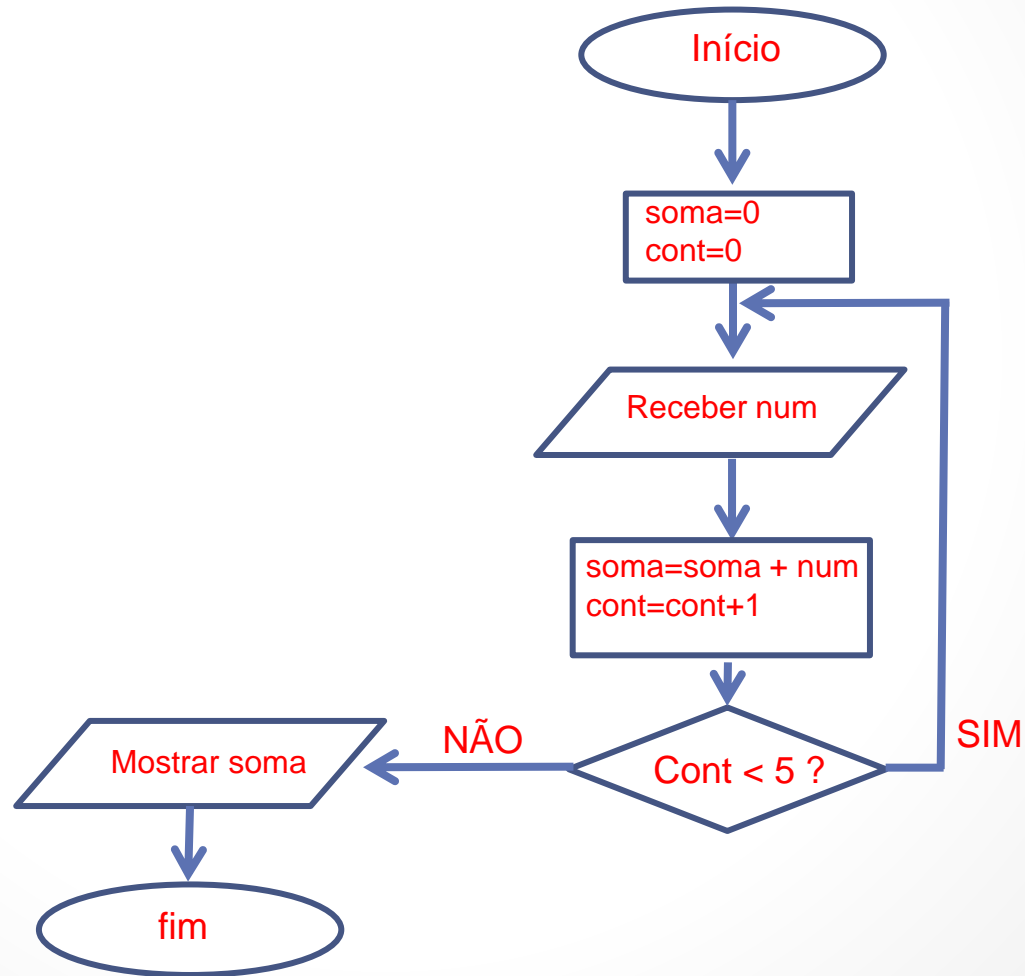 Início
soma=0
cont=0
Receber num
soma=soma + num
cont=cont+1
Cont < 5 ?
SIM
NÃO
Mostrar soma
fim